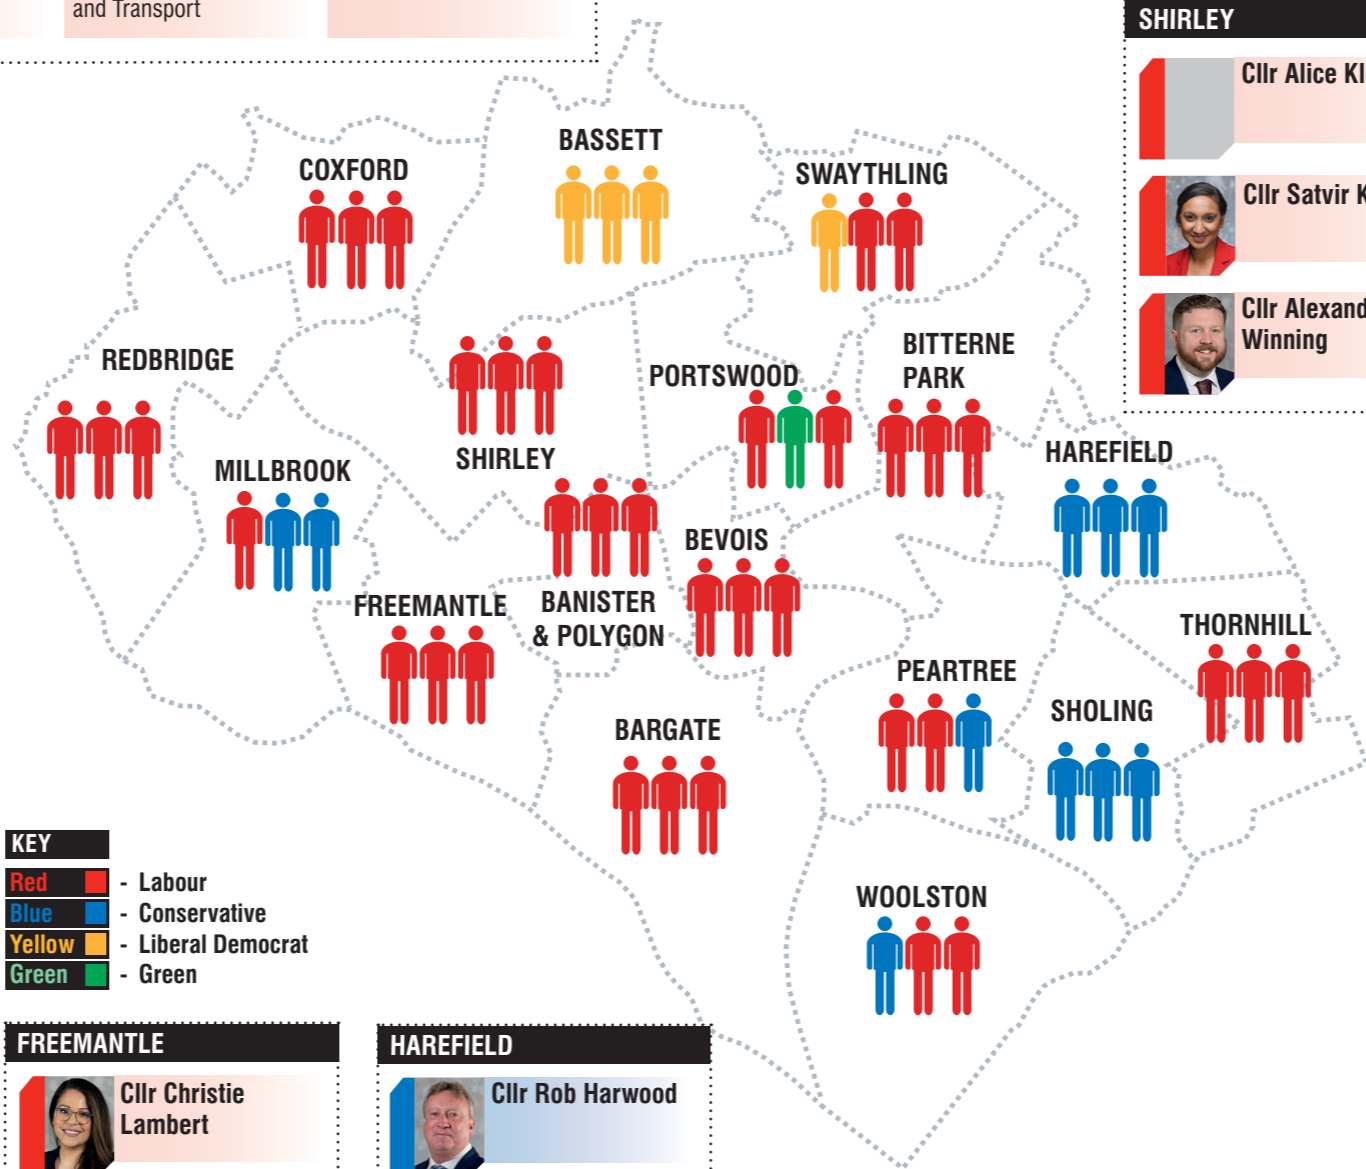 and Transport
SHIRLEY
Cllr Alice
Cllr Satvir
Cllr
Winning
COXFORD
BASSETT
SWAYTHLING
REDBRIDGE
SHIRLEY
PORTSWOOD
BITTERNE
PARK
MILLBROOK
HAREFIELD
BEVOIS
FREEMANTLE
BANISTER
& POLYGON
THORNHILL
PEARTREE
SHOLING
BARGATE
WOOLSTON
KEY
Red - Labour
Blue - Conservative
Yellow - Liberal Democrat
Green - Green
FREEMANTLE
Cllr Christie
Lambert
HAREFIELD
Cllr Rob Harwood